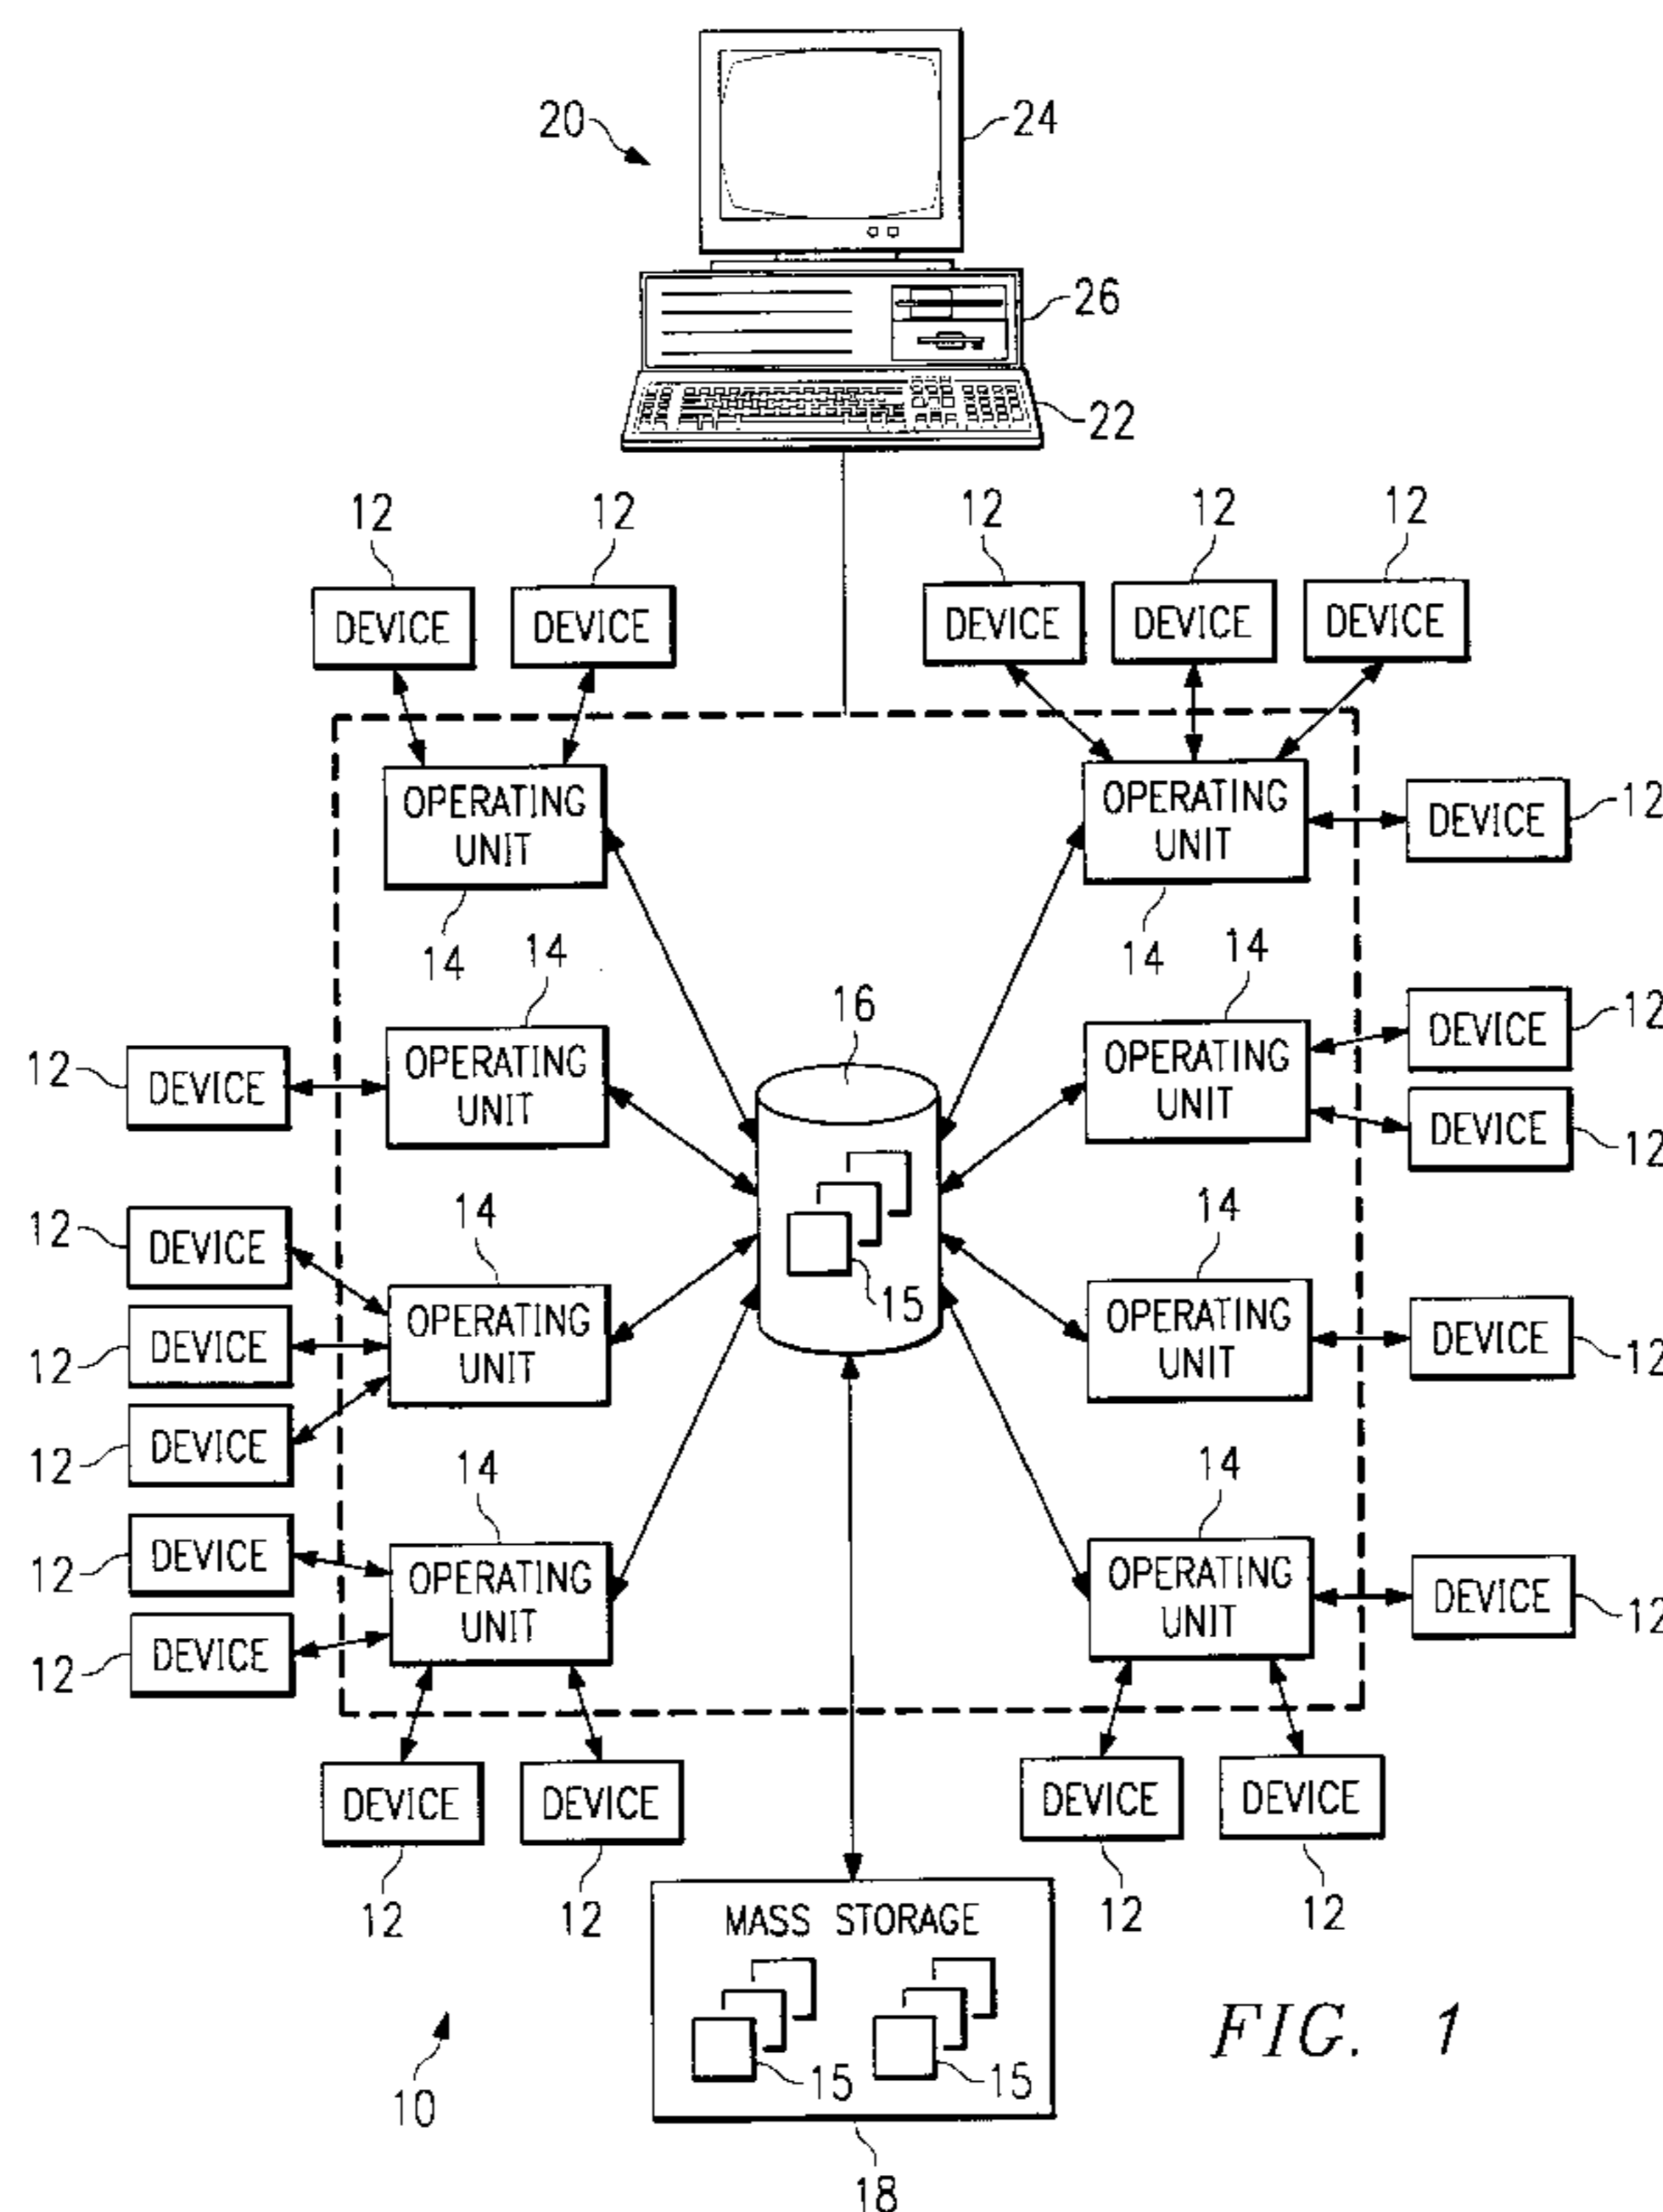 20
24
26
22
12 12 12 12 12
DEVICE DEVICE DEVICE DEVICE DEVICE
OPERATING UNIT
OPERATING UNIT
DEVICE 12
14 14
14 14
16
12 DEVICE
OPERATING UNIT
OPERATING UNIT
DEVICE 12
DEVICE 12
12 DEVICE
14 14
15
12 DEVICE
OPERATING UNIT
OPERATING UNIT
DEVICE 12
12 DEVICE
14 14
12 DEVICE
OPERATING UNIT
OPERATING UNIT
DEVICE 12
12 DEVICE
DEVICE DEVICE DEVICE DEVICE
12 12 12 12
MASS STORAGE
15 15
10
18
FIG. 1